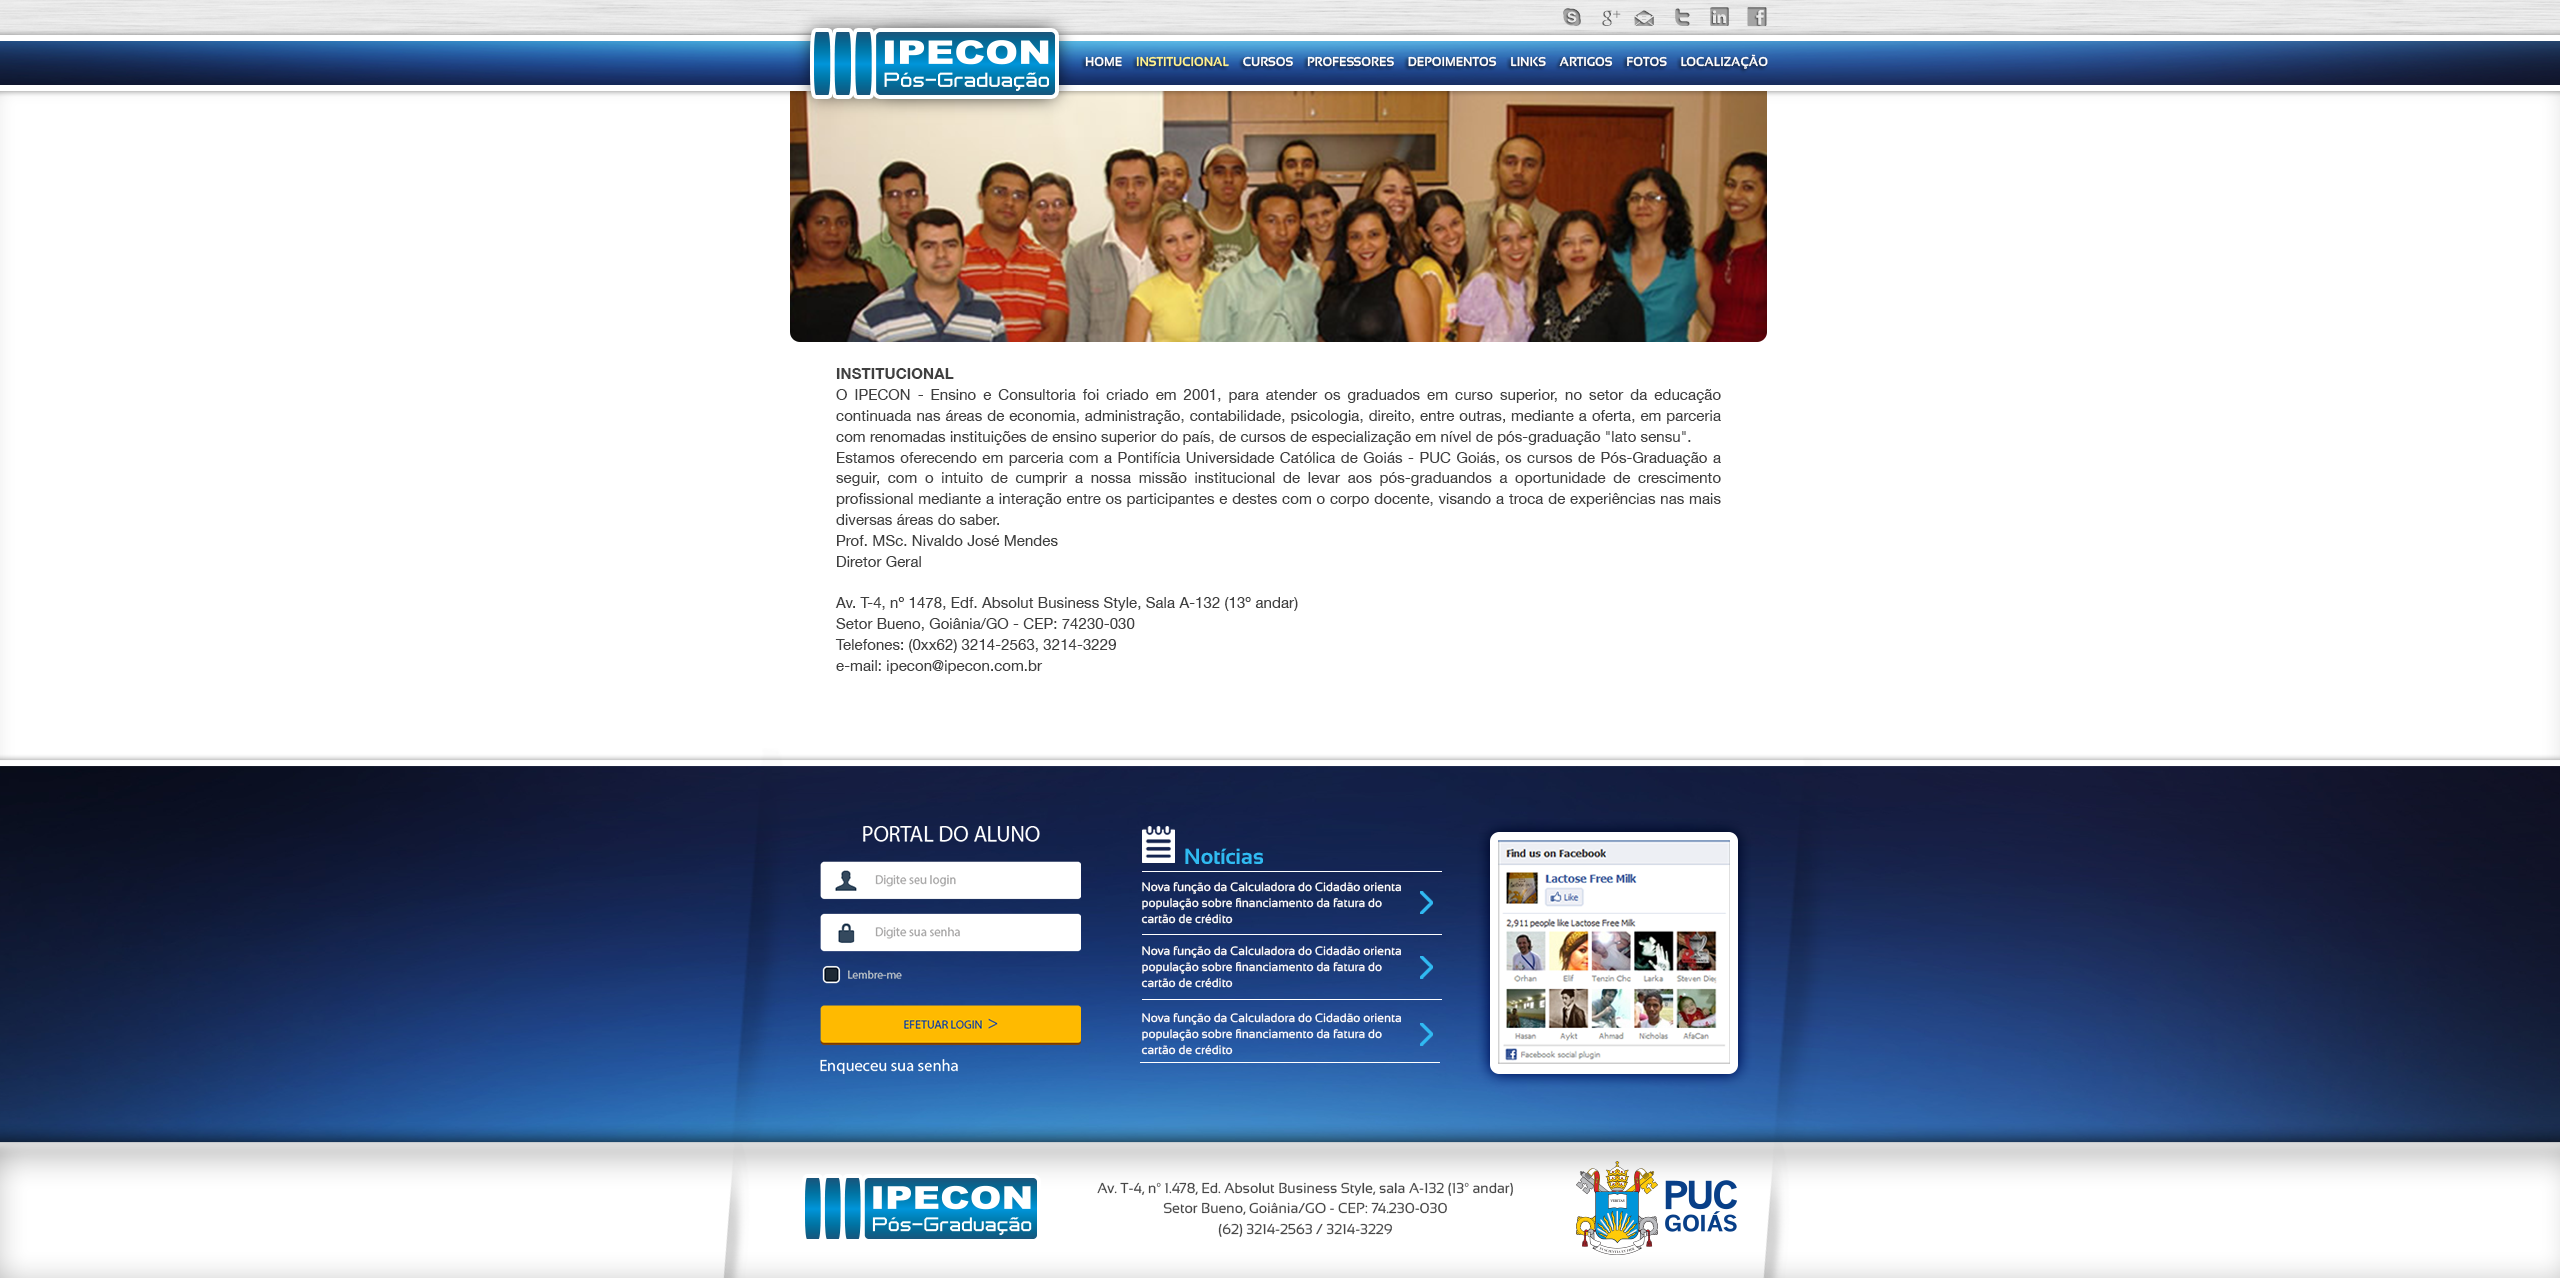 IPECON
Pós-Graduação
HOME INSTITUCIONAL CURSOS PROFESSORES DEPOIMENTOS LINKS ARTIGOS FOTOS LOCALIZAÇÃO
INSTITUCIONAL
O IPECON - Ensino e Consultoria foi criado em 2001, para atender os graduados em curso superior, no setor da educação
continuada nas áreas de economia, administração, contabilidade, psicologia, direito, entre outras, mediante a oferta, em parceria
com renomadas instituições de ensino superior do país, de cursos de especialização em nível de pós-graduação "lato sensu".
Estamos oferecendo em parceria com a Pontifícia Universidade Católica de Goiás - PUC Goiás, os cursos de Pós-Graduação a
seguir, com o intuito de cumprir a nossa missão institucional de levar aos pós-graduandos a oportunidade de crescimento
profissional mediante a interação entre os participantes e destes com o corpo docente, visando a troca de experiências nas mais
diversas áreas do saber.
Prof. MSc. Nivaldo José Mendes
Diretor Geral
Av. T-4, nº 1478, Edf. Absolut Business Style, Sala A-132 (13º andar)
Setor Bueno, Goiânia/GO - CEP: 74230-030
Telefones: (0xx62) 3214-2563, 3214-3229
e-mail: ipecon@ipecon.com.br
PORTAL DO ALUNO
Digite seu login
Digite sua senha
Lembre-me
EFETUAR LOGIN >
Enqueceu sua senha
Notícias
Nova função da Calculadora do Cidadão orienta
população sobre financiamento da fatura do
cartão de crédito
Nova função da Calculadora do Cidadão orienta
população sobre financiamento da fatura do
cartão de crédito
Nova função da Calculadora do Cidadão orienta
população sobre financiamento da fatura do
cartão de crédito
Find us on Facebook
Lactose Free Milk
Like
2,911 people like Lactose Free Milk
Orhan Elif Tenzin Cho Larka Steven Die
Hasan Aykt Ahmad Nicholas AfaCan
Facebook social plugin
IPECON
Pós-Graduação
Av. T-4, n° 1.478, Ed. Absolut Business Style, sala A-132 (13° andar)
Setor Bueno, Goiânia/GO - CEP: 74.230-030
(62) 3214-2563 / 3214-3229
PUC
GOIÁS